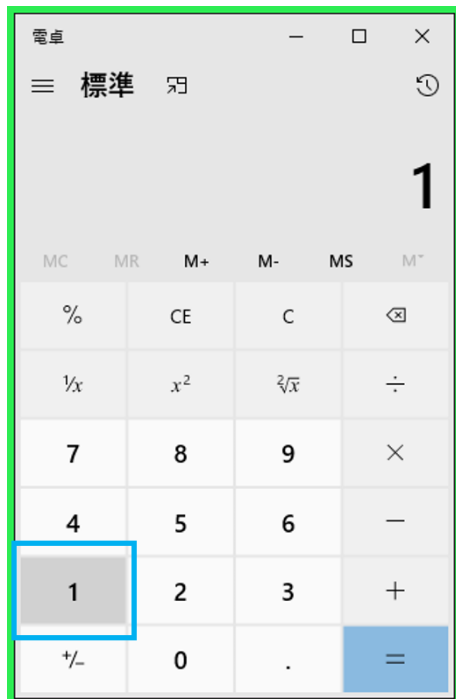 電卓
標準
1
MC MR M+ M- MS M˅
% CE C
¹/x x² ²√x ÷
7 8 9 ×
4 5 6 −
1 2 3 +
+/− 0 . =